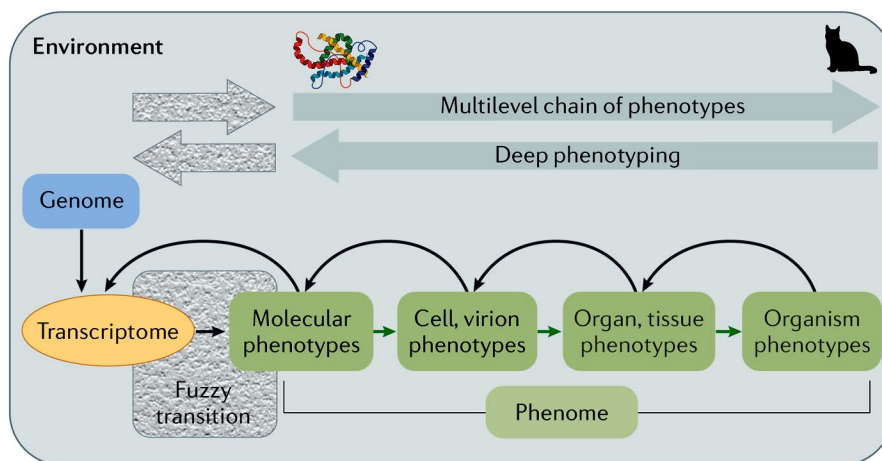 Environment
Multilevel chain of phenotypes
Deep phenotyping
Genome
Transcriptome
Molecular
phenotypes
Cell, virion
phenotypes
Organ, tissue
phenotypes
Organism
phenotypes
Fuzzy
transition
Phenome